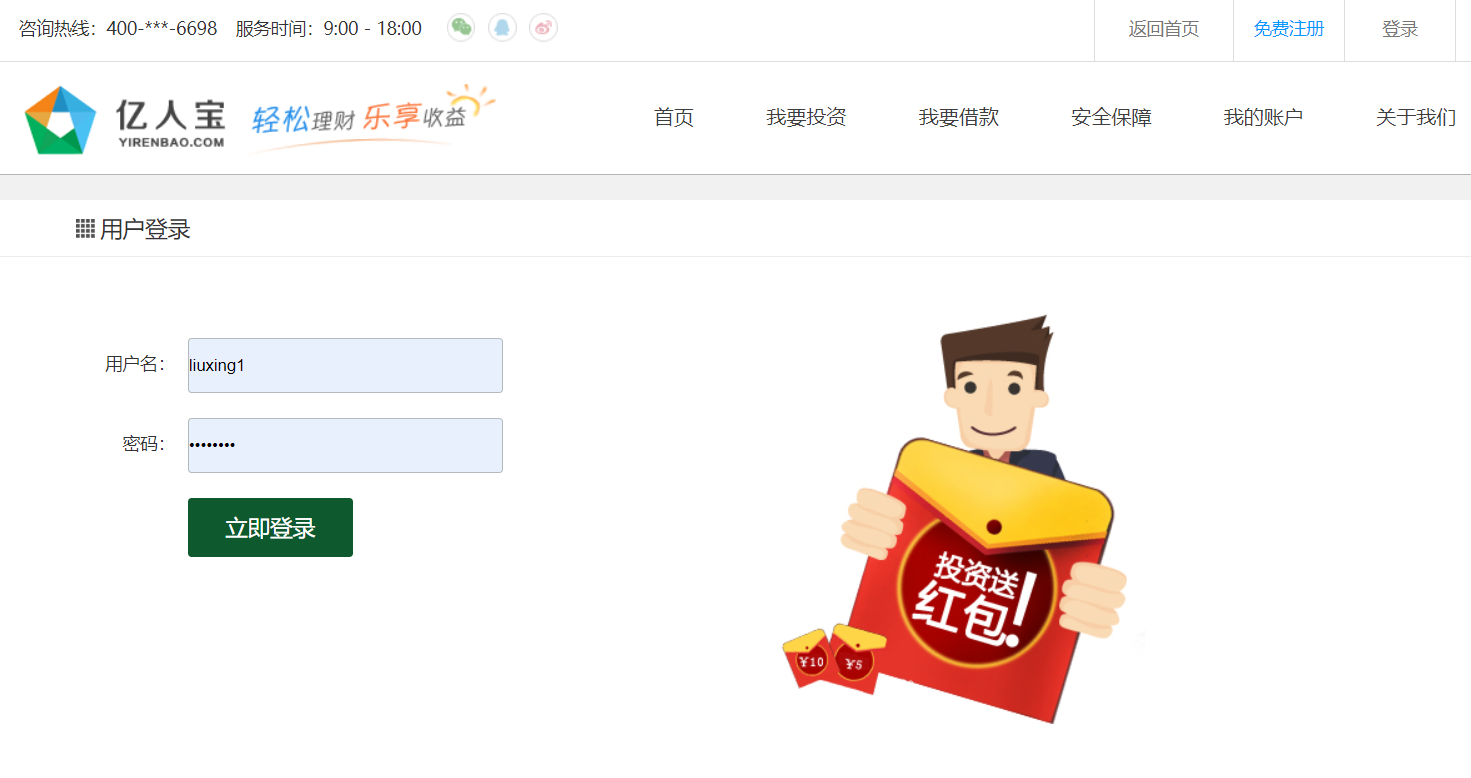 咨询热线：400-***-6698 服务时间：9:00 - 18:00 返回首页 免费注册 登录
亿人宝
YIRENBAO.COM
轻松理财 乐享收益
首页 我要投资 我要借款 安全保障 我的账户 关于我们
用户登录
用户名： liuxing1
密码： ••••••••
立即登录
投资送
红包!
¥10 ¥5